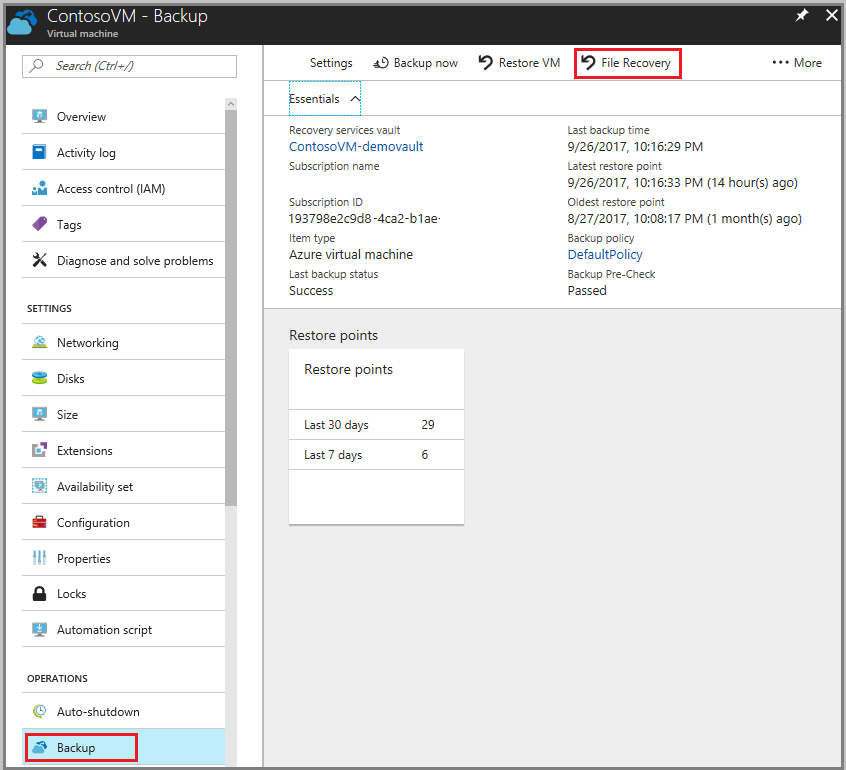 ContosoVM - Backup
Virtual machine
Search (Ctrl+/)
Overview
Activity log
Access control (IAM)
Tags
Diagnose and solve problems
SETTINGS
Networking
Disks
Size
Extensions
Availability set
Configuration
Properties
Locks
Automation script
OPERATIONS
Auto-shutdown
Backup
Settings
Backup now
Restore VM
File Recovery
More
Essentials
Recovery services vault
ContosoVM-demovault
Subscription name
Subscription ID
193798e2c9d8-4ca2-b1ae-
Item type
Azure virtual machine
Last backup status
Success
Last backup time
9/26/2017, 10:16:29 PM
Latest restore point
9/26/2017, 10:16:33 PM (14 hour(s) ago)
Oldest restore point
8/27/2017, 10:08:17 PM (1 month(s) ago)
Backup policy
DefaultPolicy
Backup Pre-Check
Passed
Restore points
Restore points
Last 30 days 29
Last 7 days 6